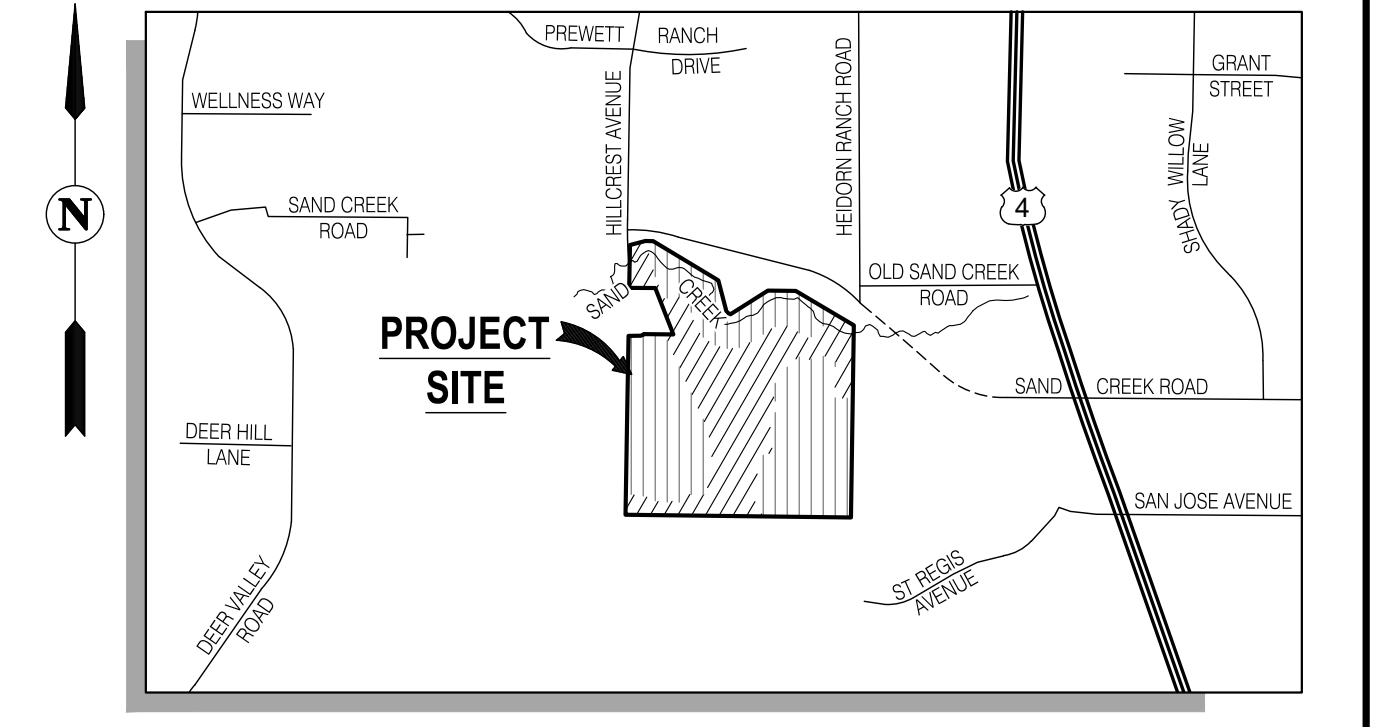 PREWETT RANCH
DRIVE
GRANT
STREET
WELLNESS WAY
HILLCREST AVENUE
HEIDORN RANCH ROAD
SHADY WILLOW
LANE
N
SAND CREEK
ROAD
4
OLD SAND CREEK
ROAD
SAND CREEK
PROJECT
SITE
SAND CREEK ROAD
DEER HILL
LANE
SAN JOSE AVENUE
ST REGIS
AVENUE
DEER VALLEY
ROAD